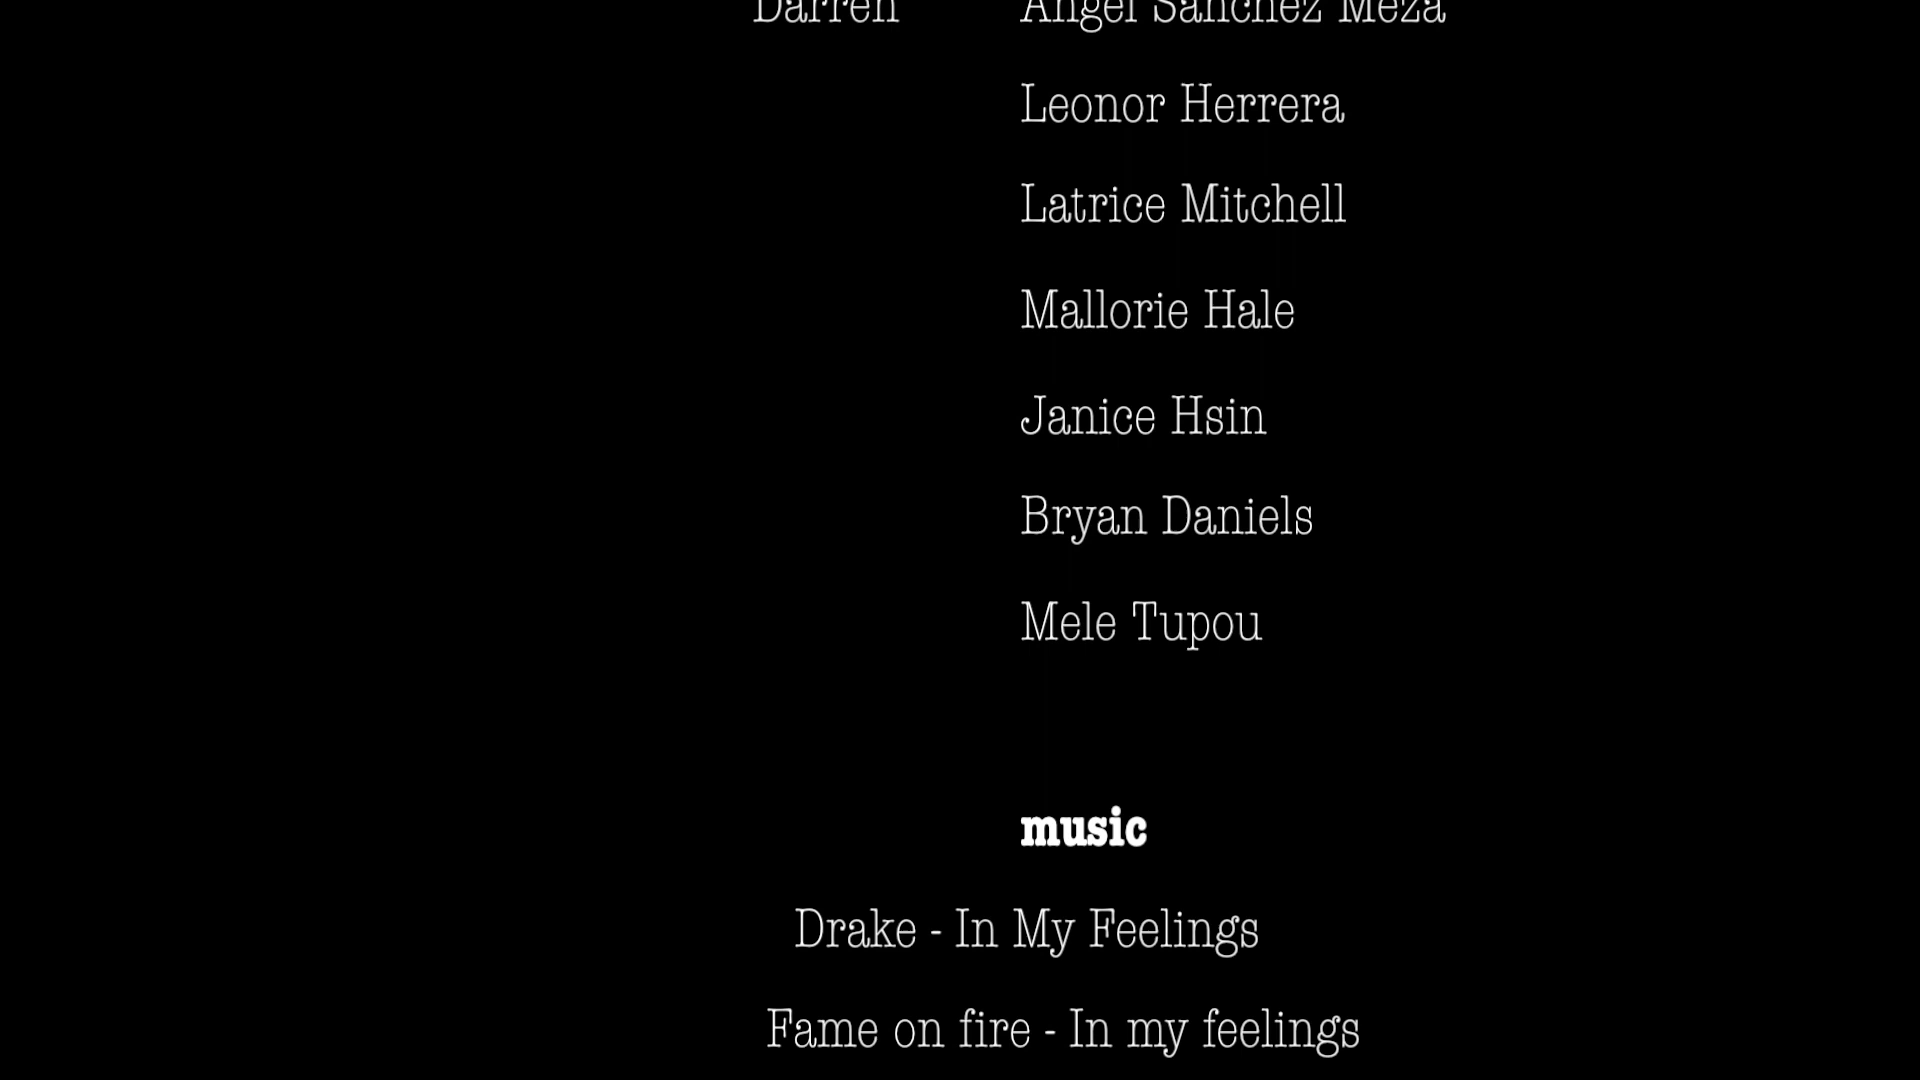 Darren Angel Sanchez Meza
Leonor Herrera
Latrice Mitchell
Mallorie Hale
Janice Hsin
Bryan Daniels
Mele Tupou
music
Drake - In My Feelings
Fame on fire - In my feelings